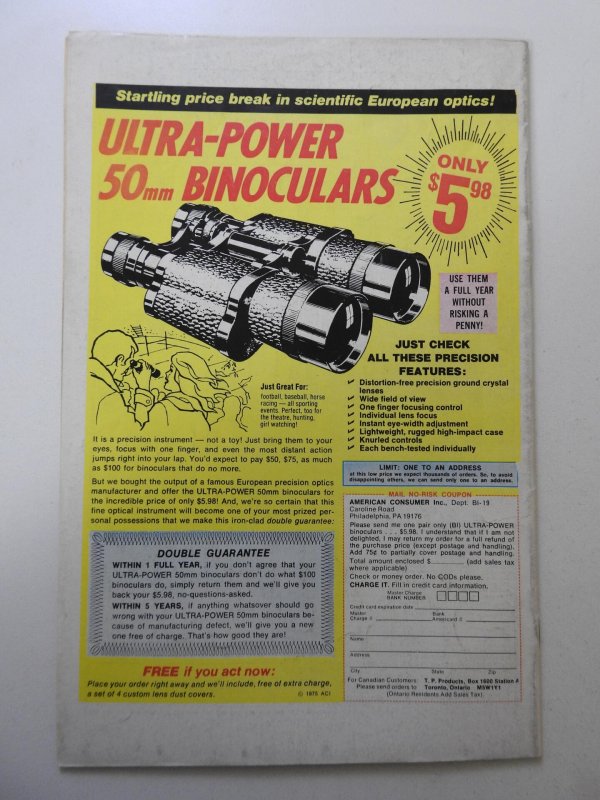 Startling price break in scientific European optics!
ULTRA-POWER
50mm BINOCULARS
ONLY
$5 98
USE THEM
A FULL YEAR
WITHOUT
RISKING A
PENNY!
JUST CHECK
ALL THESE PRECISION
FEATURES:
✓ Distortion-free precision ground crystal
lenses
✓ Wide field of view
✓ One finger focusing control
✓ Individual lens focus
✓ Instant eye-width adjustment
✓ Lightweight, rugged high-impact case
✓ Knurled controls
✓ Each bench-tested individually
Just Great For:
football, baseball, horse
racing — all sporting
events. Perfect, too for
the theatre, hunting,
girl watching!
It is a precision instrument — not a toy! Just bring them to your
eyes, focus with one finger, and even the most distant action
jumps right into your lap. You'd expect to pay $50, $75, as much
as $100 for binoculars that do no more.
But we bought the output of a famous European precision optics
manufacturer and offer the ULTRA-POWER 50mm binoculars for
the incredible price of only $5.98! And, we're so certain that this
fine optical instrument will become one of your most prized per-
sonal possessions that we make this iron-clad double guarantee:
DOUBLE GUARANTEE
WITHIN 1 FULL YEAR, if you don't agree that your
ULTRA-POWER 50mm binoculars don't do what $100
binoculars do, simply return them and we'll give you
back your $5.98, no-questions-asked.
WITHIN 5 YEARS, if anything whatsoever should go
wrong with your ULTRA-POWER 50mm binoculars be-
cause of manufacturing defect, we'll give you a new
one free of charge. That's how good they are!
FREE if you act now:
Place your order right away and we'll include, free of extra charge,
a set of 4 custom lens dust covers.
© 1975 ACI
LIMIT: ONE TO AN ADDRESS
at this low price we expect thousands of orders. So, to avoid
disappointing others, we can send only one to an address.
MAIL NO-RISK COUPON
AMERICAN CONSUMER Inc., Dept. BI-19
Caroline Road
Philadelphia, PA 19176
Please send me one pair only (BI) ULTRA-POWER
binoculars . . . $5.98. I understand that if I am not
delighted, I may return my order for a full refund of
the purchase price (except postage and handling).
Add 75¢ to partially cover postage and handling.
Total amount enclosed $ (add sales tax
where applicable)
Check or money order. No CODs please.
CHARGE IT. Fill in credit card information.
Master Charge
BANK NUMBER
Credit card expiration date
Master Bank
Charge # Americard #
Name
Address
City State Zip
For Canadian Customers: T. P. Products, Box 1600 Station A
Please send orders to Toronto, Ontario M5W1Y1
(Ontario Residents Add Sales Tax).